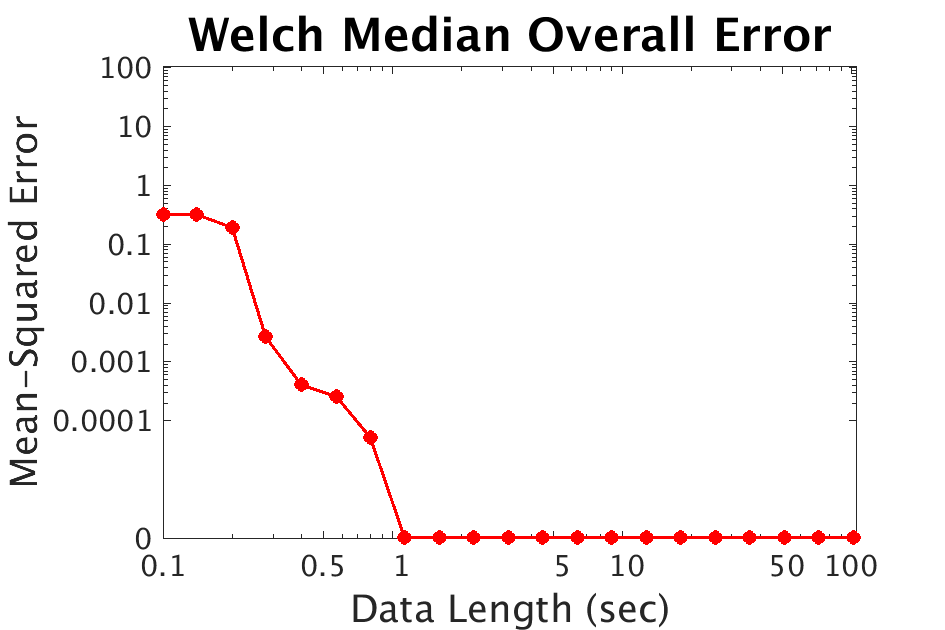 Welch Median Overall Error
Mean-Squared Error
100
10
1
0.1
0.01
0.001
0.0001
0
0.1 0.5 1 5 10 50 100
Data Length (sec)